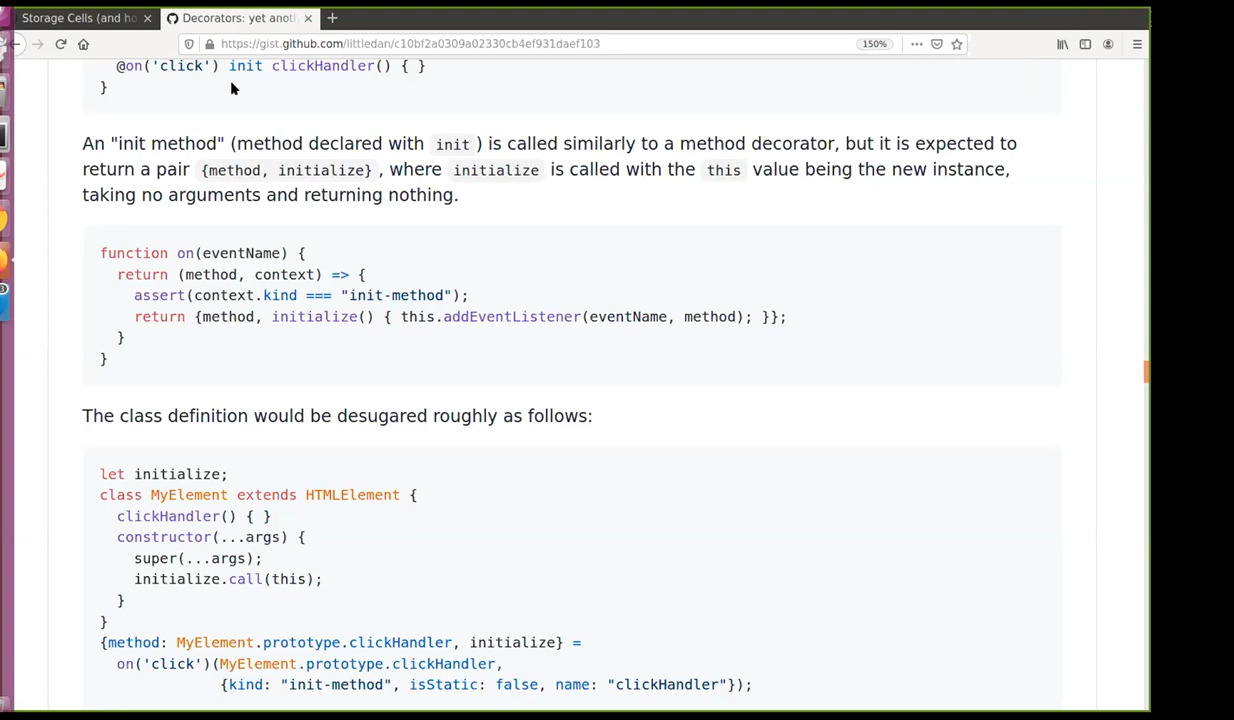 Storage Cells (and ho
Decorators: yet anoth
https://gist.github.com/littledan/c10bf2a0309a02330cb4ef931daef103
150%
@on('click') init clickHandler() { }
}
An "init method" (method declared with init ) is called similarly to a method decorator, but it is expected to
return a pair {method, initialize} , where initialize is called with the this value being the new instance,
taking no arguments and returning nothing.
function on(eventName) {
return (method, context) => {
assert(context.kind === "init-method");
return {method, initialize() { this.addEventListener(eventName, method); }};
}
}
The class definition would be desugared roughly as follows:
let initialize;
class MyElement extends HTMLElement {
clickHandler() { }
constructor(...args) {
super(...args);
initialize.call(this);
}
}
{method: MyElement.prototype.clickHandler, initialize} =
on('click')(MyElement.prototype.clickHandler,
{kind: "init-method", isStatic: false, name: "clickHandler"});